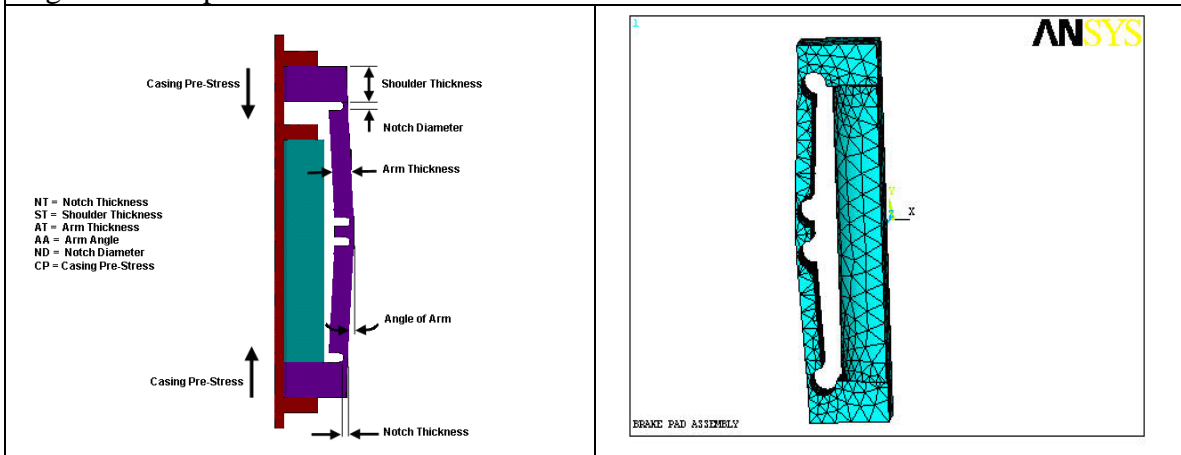 Casing Pre-Stress
Shoulder Thickness
Notch Diameter
Arm Thickness
NT = Notch Thickness
ST = Shoulder Thickness
AT = Arm Thickness
AA = Arm Angle
ND = Notch Diameter
CP = Casing Pre-Stress
Angle of Arm
Casing Pre-Stress
Notch Thickness
1
ANSYS
Y
Z
X
BRAKE PAD ASSEMBLY